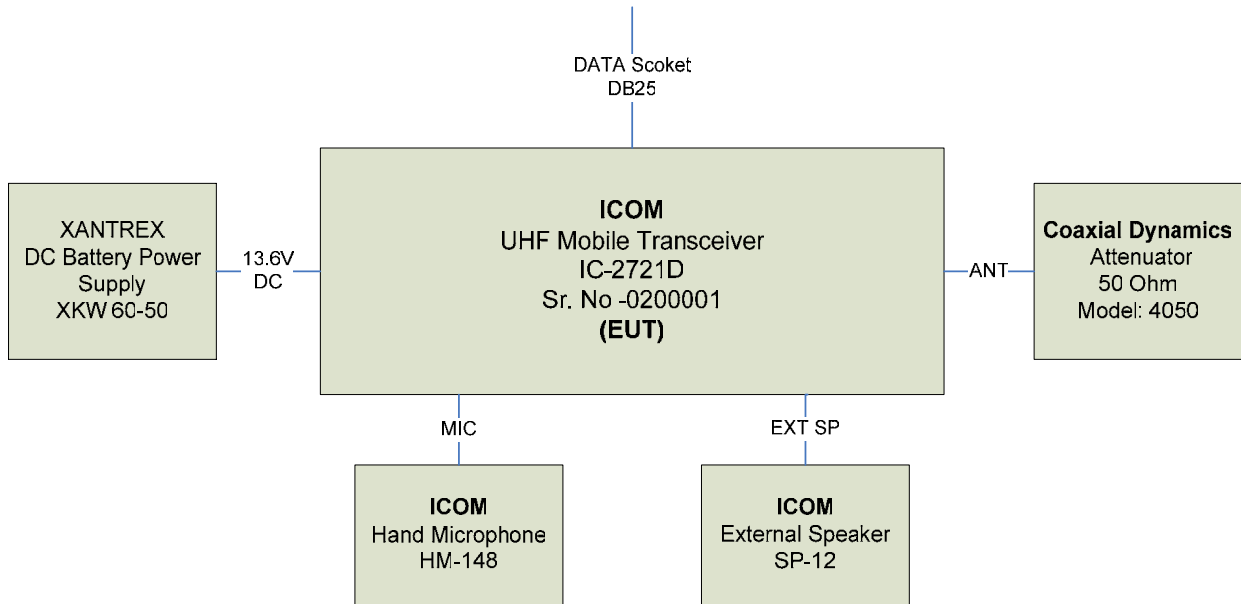 DATA Scoket
DB25
XANTREX
DC Battery Power
Supply
XKW 60-50
13.6V
DC
ICOM
UHF Mobile Transceiver
IC-2721D
Sr. No -0200001
(EUT)
ANT
Coaxial Dynamics
Attenuator
50 Ohm
Model: 4050
MIC
EXT SP
ICOM
Hand Microphone
HM-148
ICOM
External Speaker
SP-12